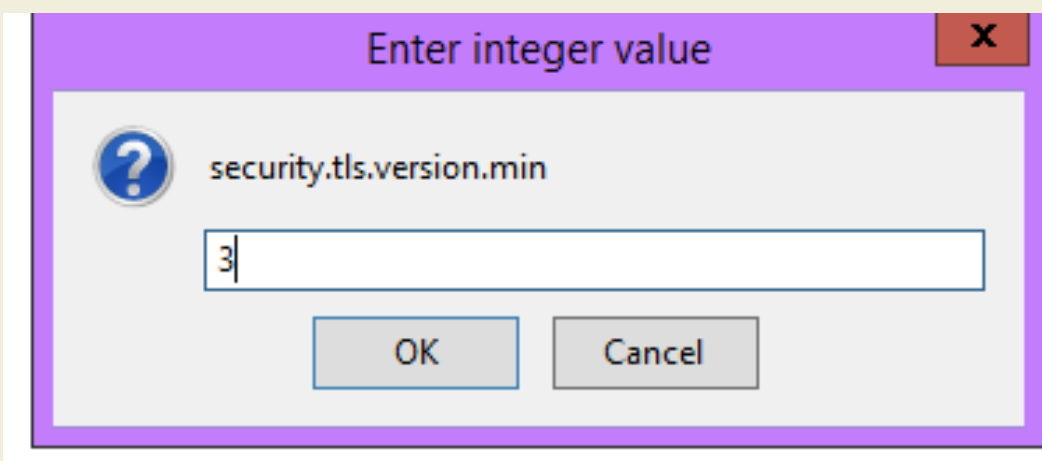 Enter integer value
x
security.tls.version.min
3
OK
Cancel